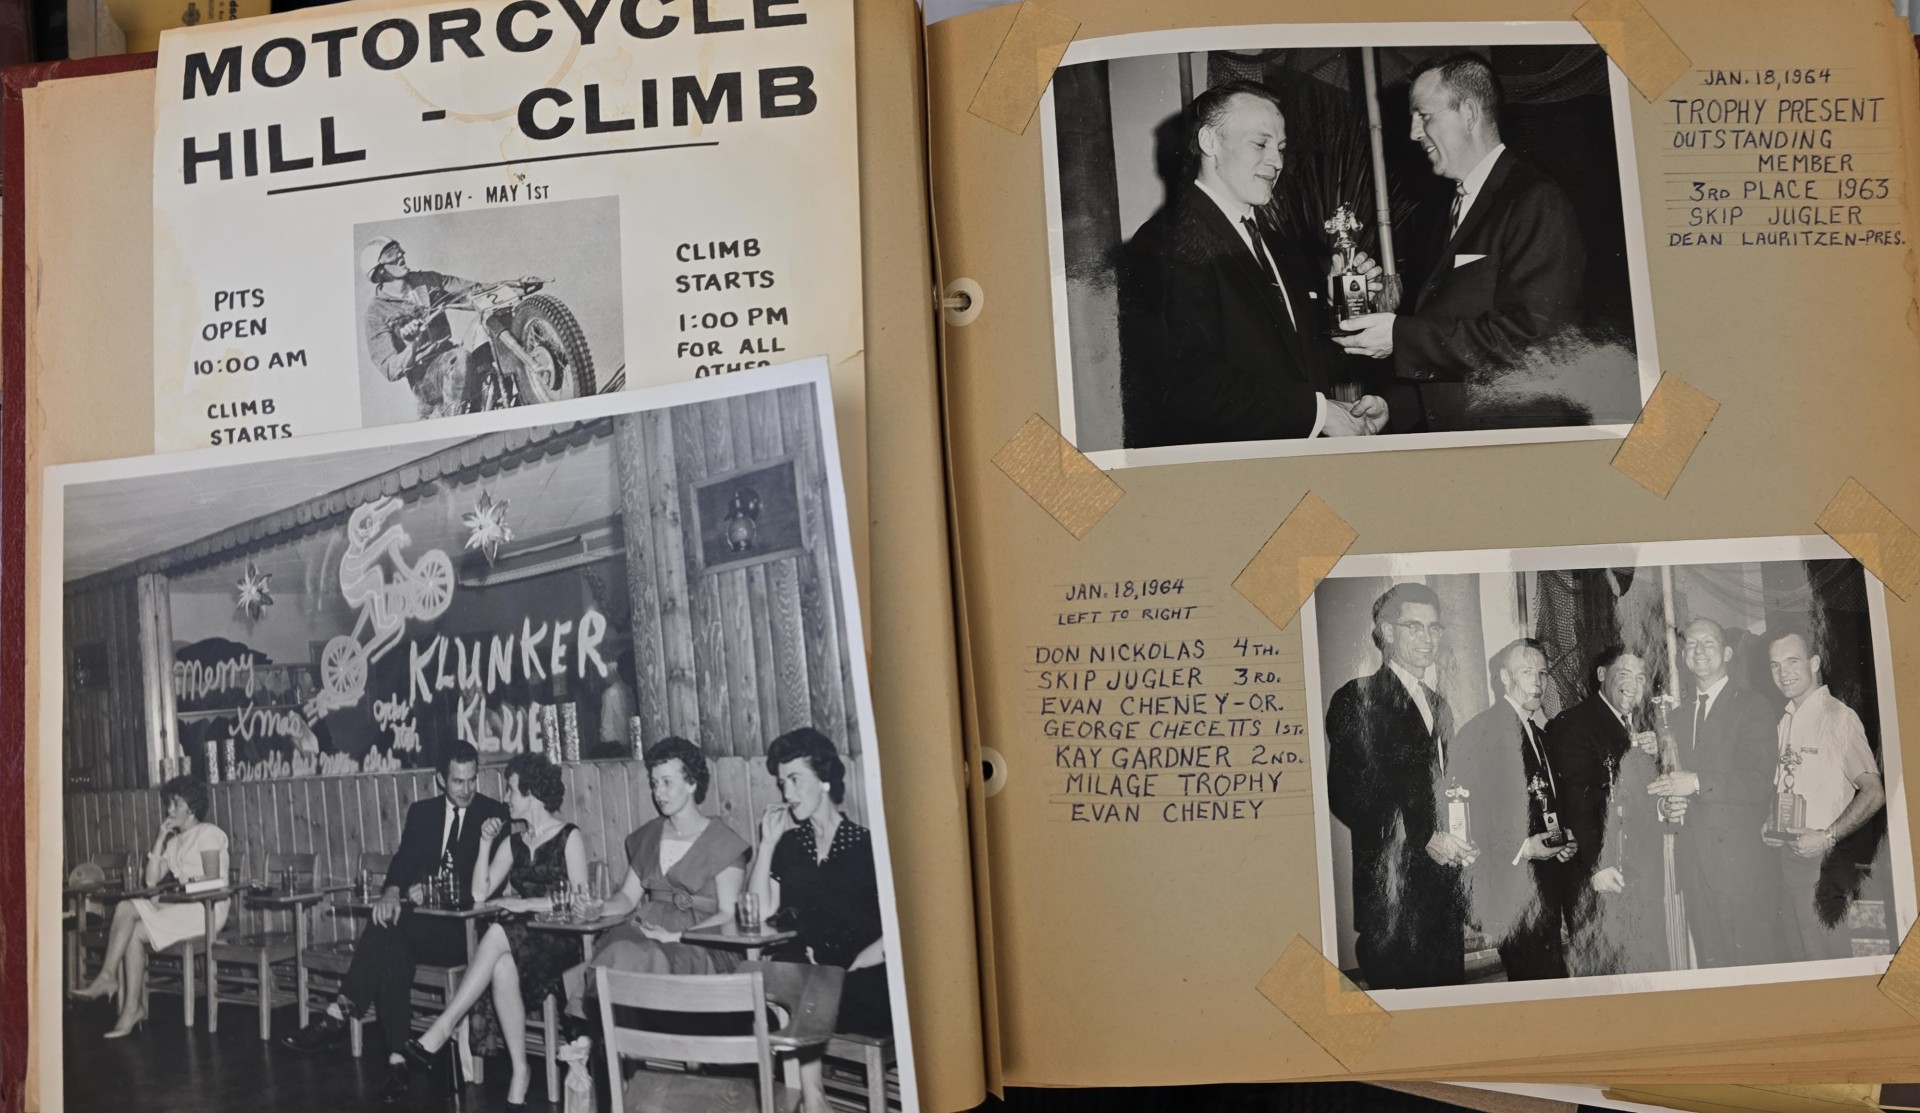 MOTORCYCLE
HILL - CLIMB
SUNDAY - MAY 1ST
PITS
OPEN
10:00 AM
CLIMB
STARTS
CLIMB
STARTS
1:00 PM
FOR ALL
OTHER
2
Merry
Xmas
KLUNKER
KLUB
JAN. 18, 1964
TROPHY PRESENT
OUTSTANDING
MEMBER
3RD PLACE 1963
SKIP JUGLER
DEAN LAURITZEN-PRES.
JAN. 18, 1964
LEFT TO RIGHT
DON NICKOLAS 4TH.
SKIP JUGLER 3RD.
EVAN CHENEY-OR.
GEORGE CHECETTS 1ST.
KAY GARDNER 2ND.
MILAGE TROPHY
EVAN CHENEY